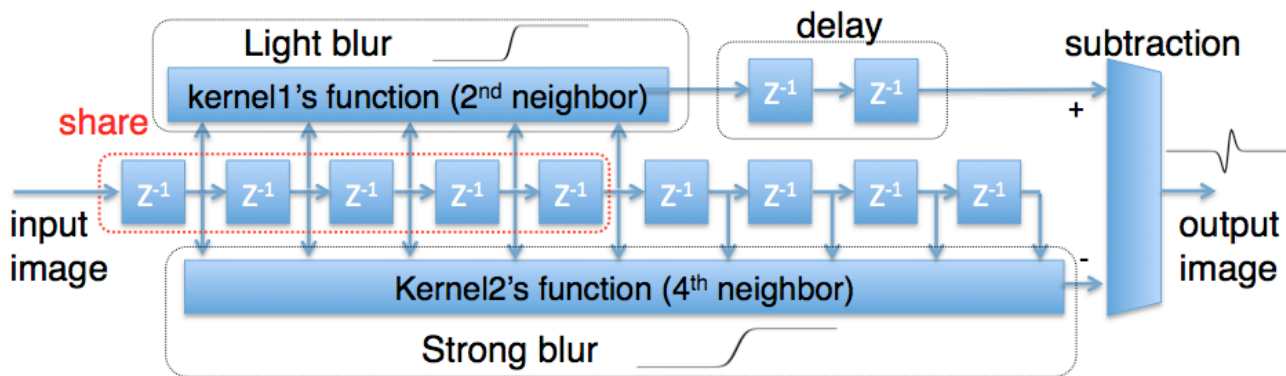 Light blur
delay
subtraction
kernel1's function (2nd neighbor)
Z-1
Z-1
+
share
Z-1
Z-1
Z-1
Z-1
Z-1
Z-1
Z-1
Z-1
Z-1
input
image
output
image
-
Kernel2's function (4th neighbor)
Strong blur